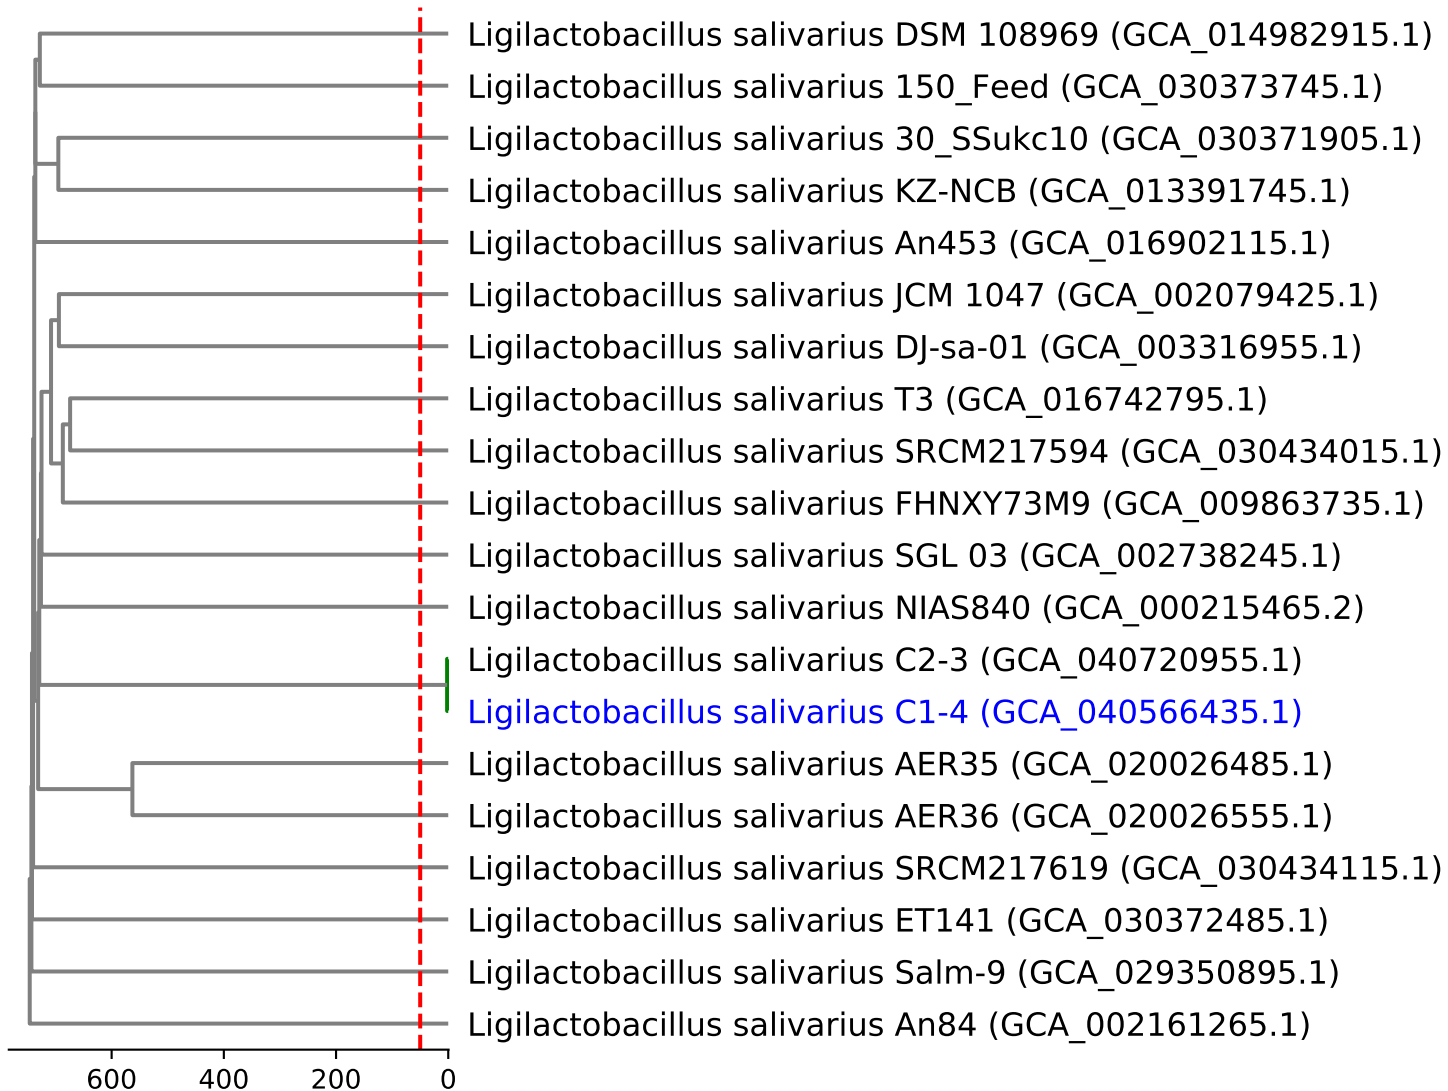 Ligilactobacillus salivarius DSM 108969 (GCA_014982915.1)
Ligilactobacillus salivarius 150_Feed (GCA_030373745.1)
Ligilactobacillus salivarius 30_SSukc10 (GCA_030371905.1)
Ligilactobacillus salivarius KZ-NCB (GCA_013391745.1)
Ligilactobacillus salivarius An453 (GCA_016902115.1)
Ligilactobacillus salivarius JCM 1047 (GCA_002079425.1)
Ligilactobacillus salivarius DJ-sa-01 (GCA_003316955.1)
Ligilactobacillus salivarius T3 (GCA_016742795.1)
Ligilactobacillus salivarius SRCM217594 (GCA_030434015.1)
Ligilactobacillus salivarius FHNXY73M9 (GCA_009863735.1)
Ligilactobacillus salivarius SGL 03 (GCA_002738245.1)
Ligilactobacillus salivarius NIAS840 (GCA_000215465.2)
Ligilactobacillus salivarius C2-3 (GCA_040720955.1)
Ligilactobacillus salivarius C1-4 (GCA_040566435.1)
Ligilactobacillus salivarius AER35 (GCA_020026485.1)
Ligilactobacillus salivarius AER36 (GCA_020026555.1)
Ligilactobacillus salivarius SRCM217619 (GCA_030434115.1)
Ligilactobacillus salivarius ET141 (GCA_030372485.1)
Ligilactobacillus salivarius Salm-9 (GCA_029350895.1)
Ligilactobacillus salivarius An84 (GCA_002161265.1)
600 400 200 0